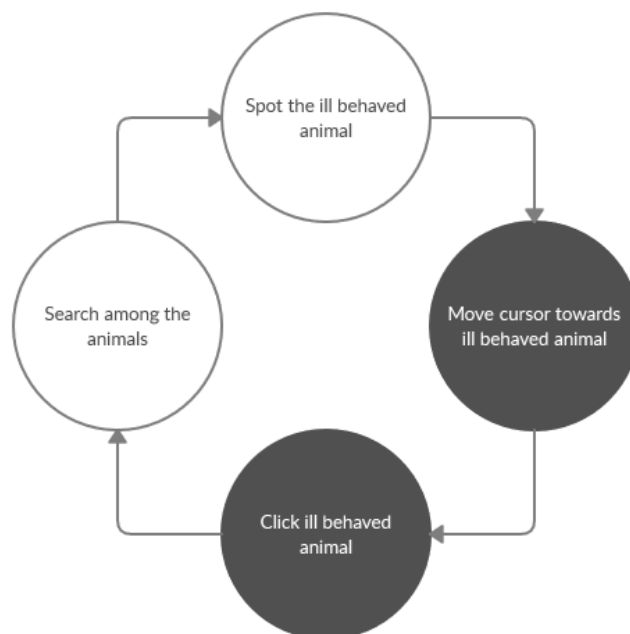 Spot the ill behaved
animal
Search among the
animals
Move cursor towards
ill behaved animal
Click ill behaved
animal